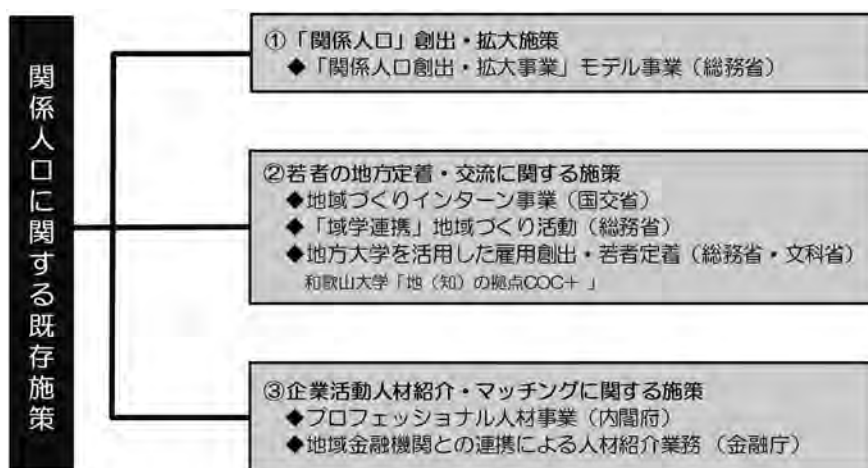 関係人口に関する既存施策
①「関係人口」創出・拡大施策
◆「関係人口創出・拡大事業」モデル事業（総務省）
②若者の地方定着・交流に関する施策
◆地域づくりインターン事業（国交省）
◆「域学連携」地域づくり活動（総務省）
◆地方大学を活用した雇用創出・若者定着（総務省・文科省）
和歌山大学「地（知）の拠点COC＋ 」
③企業活動人材紹介・マッチングに関する施策
◆プロフェッショナル人材事業（内閣府）
◆地域金融機関との連携による人材紹介業務 （金融庁）